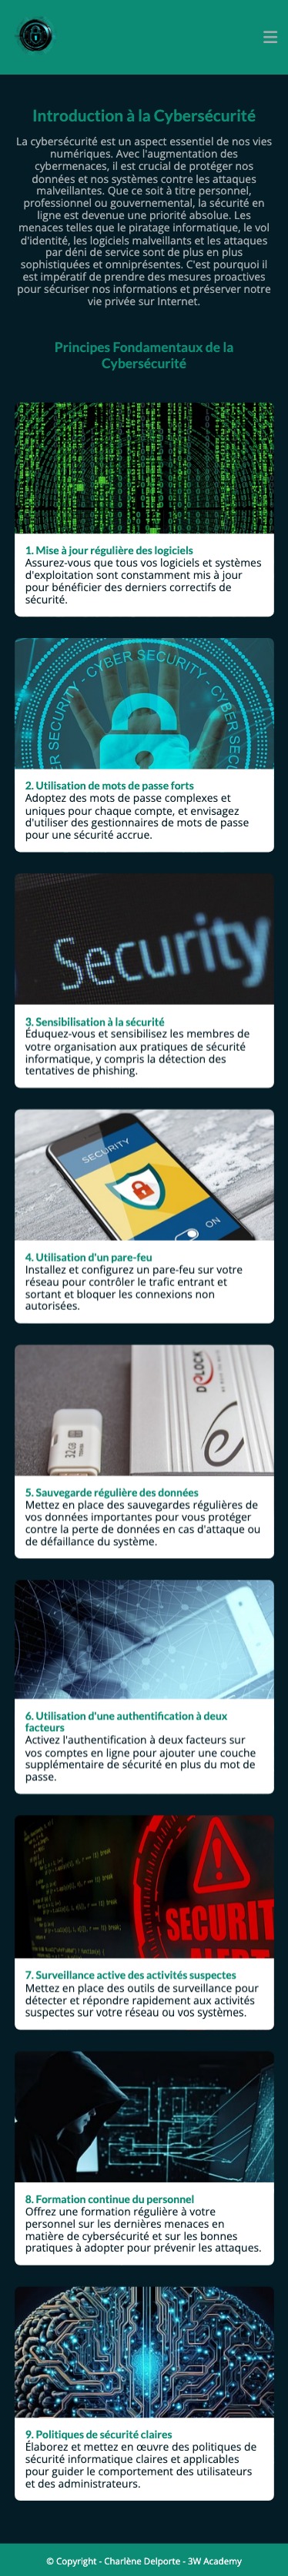 Introduction à la Cybersécurité
La cybersécurité est un aspect essentiel de nos vies
numériques. Avec l'augmentation des
cybermenaces, il est crucial de protéger nos
données et nos systèmes contre les attaques
malveillantes. Que ce soit à titre personnel,
professionnel ou gouvernemental, la sécurité en
ligne est devenue une priorité absolue. Les
menaces telles que le piratage informatique, le vol
d'identité, les logiciels malveillants et les attaques
par déni de service sont de plus en plus
sophistiquées et omniprésentes. C'est pourquoi il
est impératif de prendre des mesures proactives
pour sécuriser nos informations et préserver notre
vie privée sur Internet.
Principes Fondamentaux de la
Cybersécurité
1. Mise à jour régulière des logiciels
Assurez-vous que tous vos logiciels et systèmes
d'exploitation sont constamment mis à jour
pour bénéficier des derniers correctifs de
sécurité.
CYBER SECURITY - CYBER SEC
SECURITY
2. Utilisation de mots de passe forts
Adoptez des mots de passe complexes et
uniques pour chaque compte, et envisagez
d'utiliser des gestionnaires de mots de passe
pour une sécurité accrue.
Security
3. Sensibilisation à la sécurité
Éduquez-vous et sensibilisez les membres de
votre organisation aux pratiques de sécurité
informatique, y compris la détection des
tentatives de phishing.
SECURITY
ON
4. Utilisation d'un pare-feu
Installez et configurez un pare-feu sur votre
réseau pour contrôler le trafic entrant et
sortant et bloquer les connexions non
autorisées.
DeLOCK
32GB
5. Sauvegarde régulière des données
Mettez en place des sauvegardes régulières de
vos données importantes pour vous protéger
contre la perte de données en cas d'attaque ou
de défaillance du système.
6. Utilisation d'une authentification à deux
facteurs
Activez l'authentification à deux facteurs sur
vos comptes en ligne pour ajouter une couche
supplémentaire de sécurité en plus du mot de
passe.
SECURIT
ALERT
7. Surveillance active des activités suspectes
Mettez en place des outils de surveillance pour
détecter et répondre rapidement aux activités
suspectes sur votre réseau ou vos systèmes.
8. Formation continue du personnel
Offrez une formation régulière à votre
personnel sur les dernières menaces en
matière de cybersécurité et sur les bonnes
pratiques à adopter pour prévenir les attaques.
9. Politiques de sécurité claires
Élaborez et mettez en œuvre des politiques de
sécurité informatique claires et applicables
pour guider le comportement des utilisateurs
et des administrateurs.
© Copyright - Charlène Delporte - 3W Academy